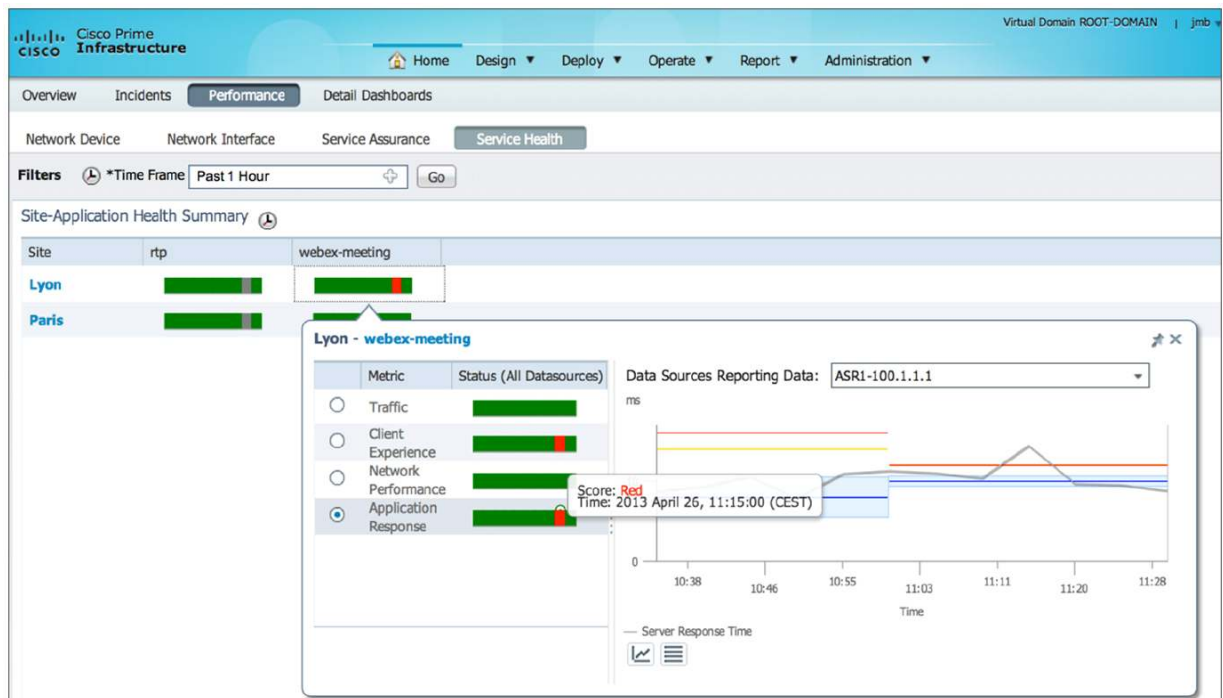 Virtual Domain ROOT-DOMAIN | jmb
cisco Cisco Prime
Infrastructure
Home Design Deploy Operate Report Administration
Overview Incidents Performance Detail Dashboards
Network Device Network Interface Service Assurance Service Health
Filters *Time Frame Past 1 Hour Go
Site-Application Health Summary
Site rtp webex-meeting
Lyon
Paris
Lyon - webex-meeting
Metric Status (All Datasources)
Traffic
Client
Experience
Network
Performance
Application
Response
Data Sources Reporting Data: ASR1-100.1.1.1
ms
Score: Red
Time: 2013 April 26, 11:15:00 (CEST)
0
10:38 10:46 10:55 11:03 11:11 11:20 11:28
Time
Server Response Time